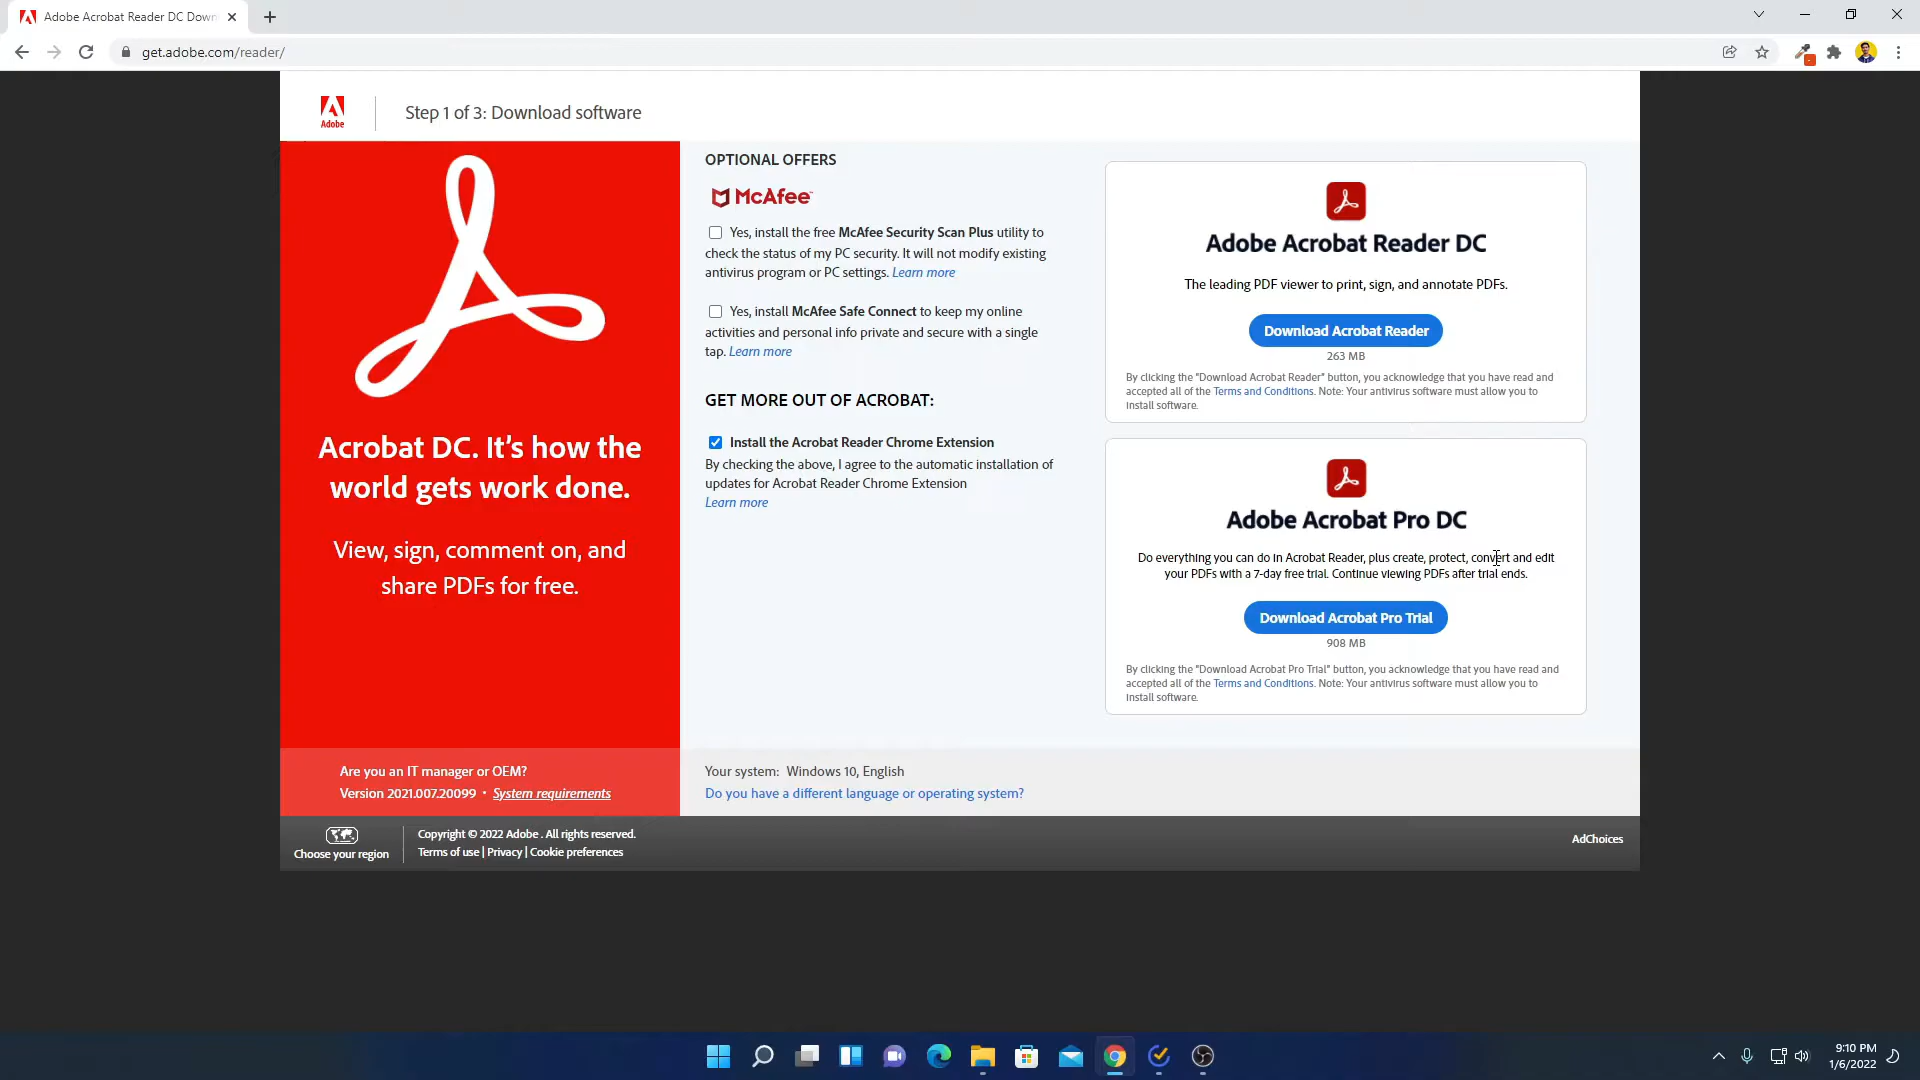 Adobe Acrobat Reader DC Down
get.adobe.com/reader/
Adobe
Step 1 of 3: Download software
Acrobat DC. It's how the
world gets work done.
View, sign, comment on, and
share PDFs for free.
OPTIONAL OFFERS
McAfee™
Yes, install the free McAfee Security Scan Plus utility to
check the status of my PC security. It will not modify existing
antivirus program or PC settings. Learn more
Yes, install McAfee Safe Connect to keep my online
activities and personal info private and secure with a single
tap. Learn more
GET MORE OUT OF ACROBAT:
Install the Acrobat Reader Chrome Extension
By checking the above, I agree to the automatic installation of
updates for Acrobat Reader Chrome Extension
Learn more
Adobe Acrobat Reader DC
The leading PDF viewer to print, sign, and annotate PDFs.
Download Acrobat Reader
263 MB
By clicking the "Download Acrobat Reader" button, you acknowledge that you have read and
accepted all of the Terms and Conditions. Note: Your antivirus software must allow you to
install software.
Adobe Acrobat Pro DC
Do everything you can do in Acrobat Reader, plus create, protect, convert and edit
your PDFs with a 7-day free trial. Continue viewing PDFs after trial ends.
Download Acrobat Pro Trial
908 MB
By clicking the "Download Acrobat Pro Trial" button, you acknowledge that you have read and
accepted all of the Terms and Conditions. Note: Your antivirus software must allow you to
install software.
Are you an IT manager or OEM?
Version 2021.007.20099 • System requirements
Your system: Windows 10, English
Do you have a different language or operating system?
Choose your region
Copyright © 2022 Adobe . All rights reserved.
Terms of use | Privacy | Cookie preferences
AdChoices
9:10 PM
1/6/2022